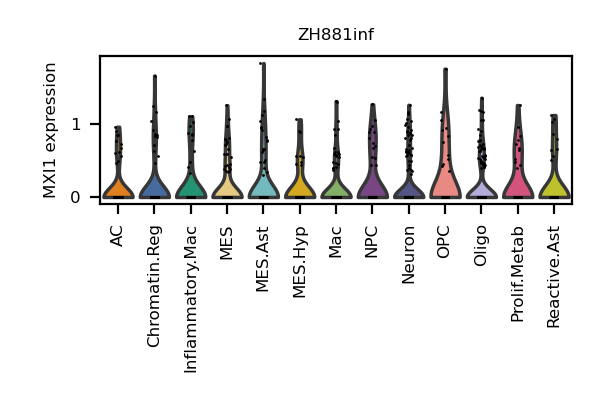 ZH881inf
MXI1 expression
1
0
AC
Chromatin.Reg
Inflammatory.Mac
MES
MES.Ast
MES.Hyp
Mac
NPC
Neuron
OPC
Oligo
Prolif.Metab
Reactive.Ast